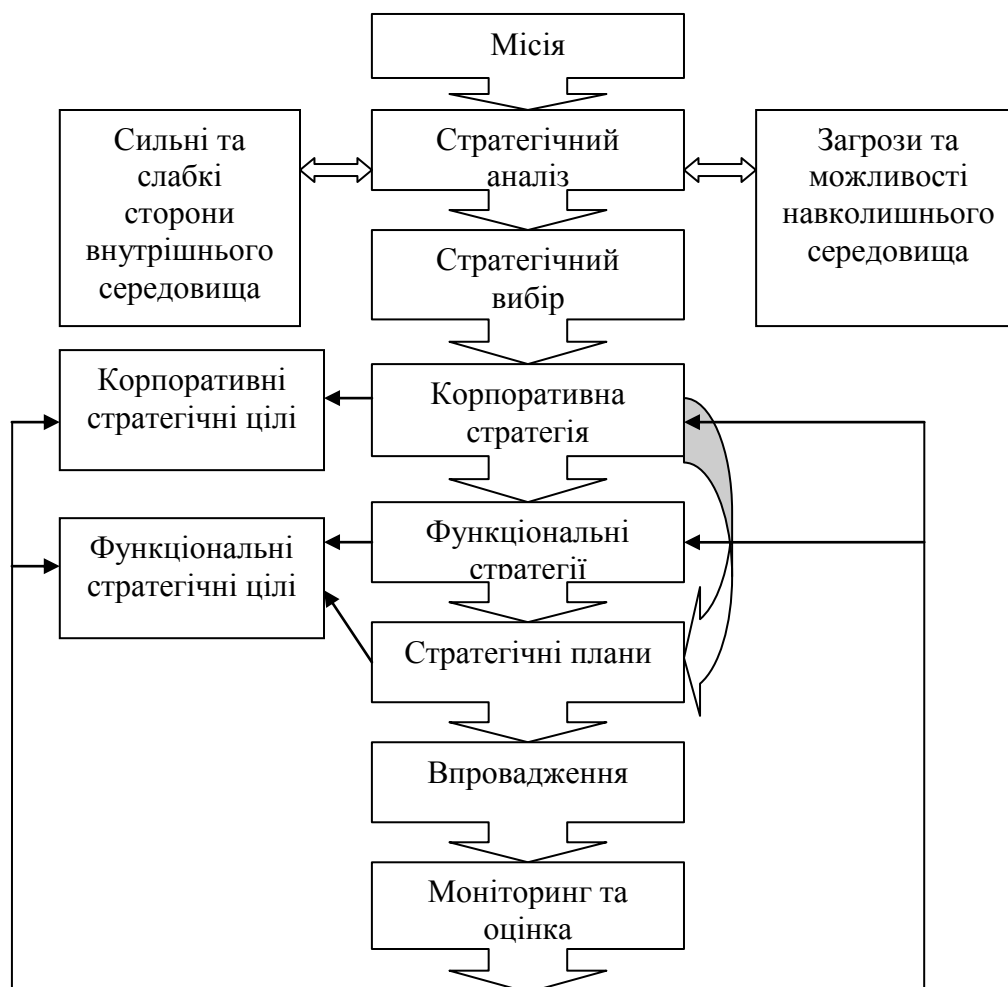 Місія
Сильні та
слабкі
сторони
внутрішнього
середовища
Стратегічний
аналіз
Загрози та
можливості
навколишнього
середовища
Стратегічний
вибір
Корпоративні
стратегічні цілі
Корпоративна
стратегія
Функціональні
стратегічні цілі
Функціональні
стратегії
Стратегічні плани
Впровадження
Моніторинг та
оцінка